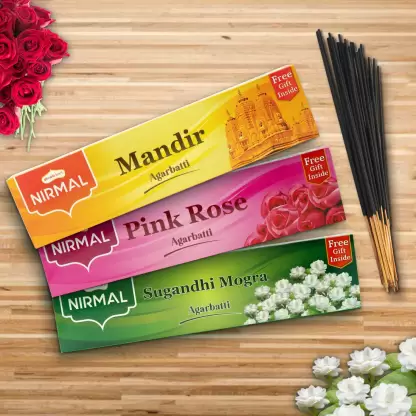 NIRMAL
Mandir
Agarbatti
Free
Gift
Inside
NIRMAL
Pink Rose
Agarbatti
Free
Gift
Inside
NIRMAL
Sugandhi Mogra
Agarbatti
Free
Gift
Inside